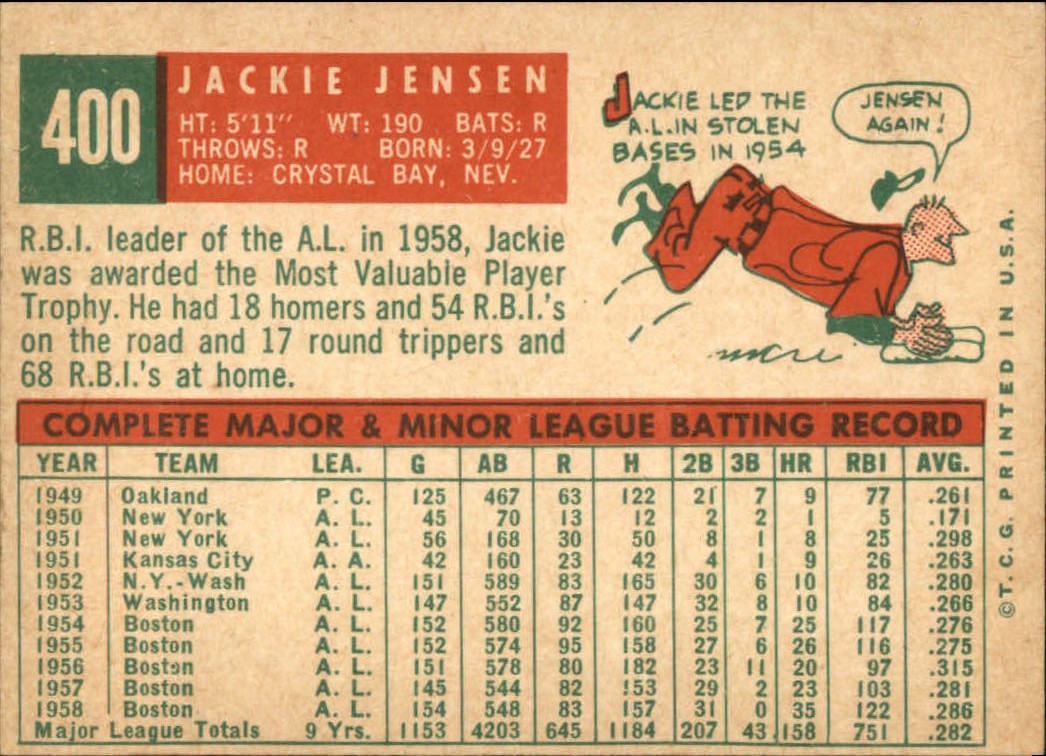 400
JACKIE JENSEN
HT: 5'11" WT: 190 BATS: R
THROWS: R BORN: 3/9/27
HOME: CRYSTAL BAY, NEV.
JACKIE LED THE
A.L. IN STOLEN
BASES IN 1954
JENSEN
AGAIN!
R.B.I. leader of the A.L. in 1958, Jackie
was awarded the Most Valuable Player
Trophy. He had 18 homers and 54 R.B.I.'s
on the road and 17 round trippers and
68 R.B.I.'s at home.
COMPLETE MAJOR & MINOR LEAGUE BATTING RECORD
YEAR TEAM LEA. G AB R H 2B 3B HR RBI AVG.
1949 Oakland P. C. 125 467 63 122 21 7 9 77 .261
1950 New York A. L. 45 70 13 12 2 2 1 5 .171
1951 New York A. L. 56 168 30 50 8 1 8 25 .298
1951 Kansas City A. A. 42 160 23 42 4 1 9 26 .263
1952 N.Y.-Wash A. L. 151 589 83 165 30 6 10 82 .280
1953 Washington A. L. 147 552 87 147 32 8 10 84 .266
1954 Boston A. L. 152 580 92 160 25 7 25 117 .276
1955 Boston A. L. 152 574 95 158 27 6 26 116 .275
1956 Boston A. L. 151 578 80 182 23 11 20 97 .315
1957 Boston A. L. 145 544 82 153 29 2 23 103 .281
1958 Boston A. L. 154 548 83 157 31 0 35 122 .286
Major League Totals 9 Yrs. 1153 4203 645 1184 207 43 158 751 .282
©T.C.G. PRINTED IN U.S.A.